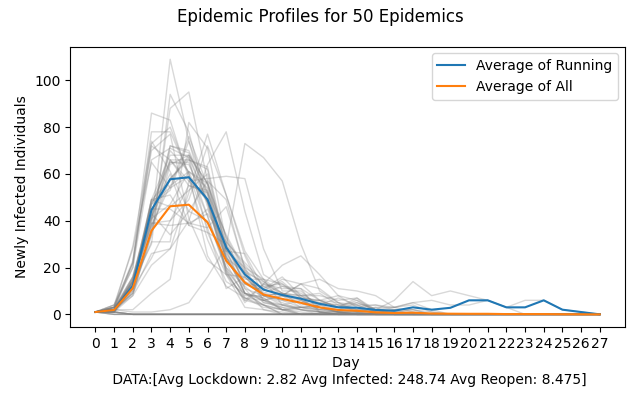 Epidemic Profiles for 50 Epidemics
Newly Infected Individuals
100
80
60
40
20
0
Average of Running
Average of All
0 1 2 3 4 5 6 7 8 9 10 11 12 13 14 15 16 17 18 19 20 21 22 23 24 25 26 27
Day
DATA:[Avg Lockdown: 2.82 Avg Infected: 248.74 Avg Reopen: 8.475]